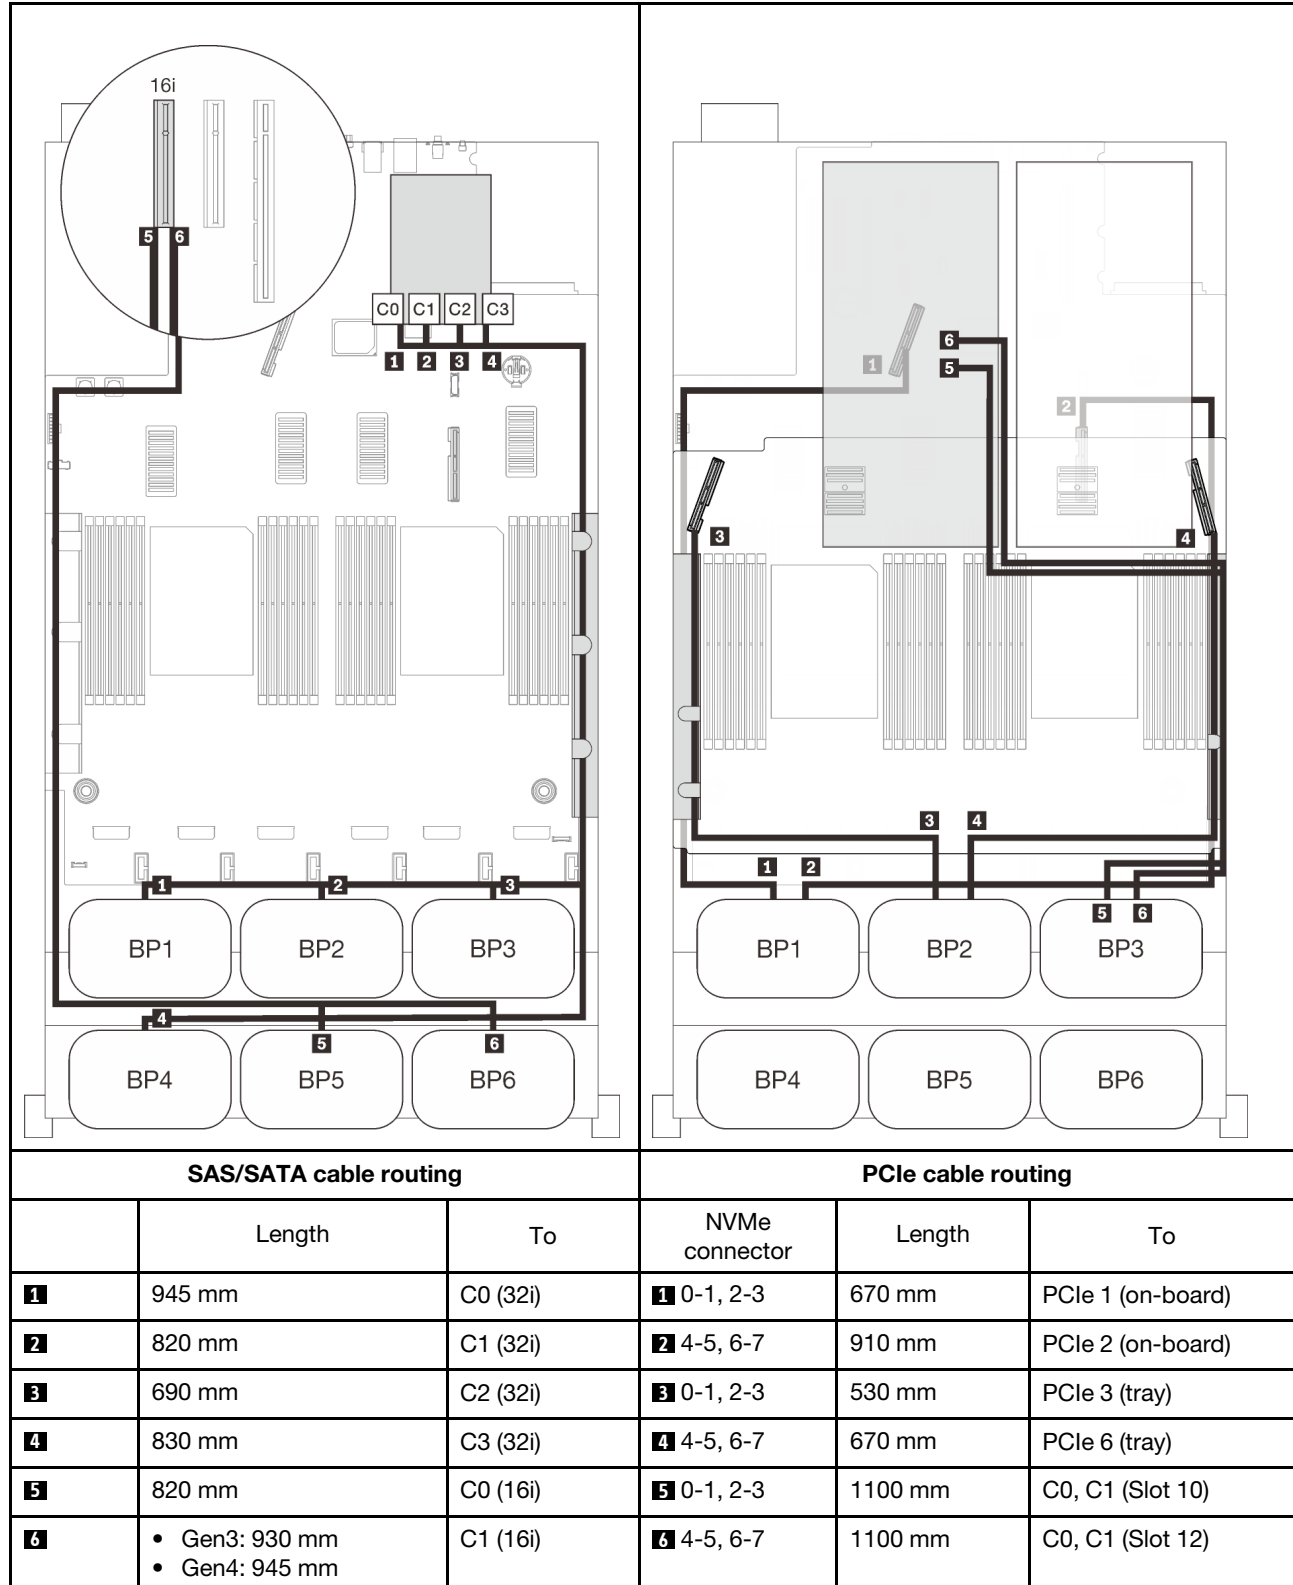 16i
5 6
C0 C1 C2 C3
1 2 3 4
1 2 3
BP1 BP2 BP3
4 5 6
BP4 BP5 BP6
6
1 5
2
3 4
3 4
1 2
5 6
BP1 BP2 BP3
BP4 BP5 BP6
SAS/SATA cable routing PCIe cable routing
Length To NVMe connector Length To
1 945 mm C0 (32i) 1 0-1, 2-3 670 mm PCIe 1 (on-board)
2 820 mm C1 (32i) 2 4-5, 6-7 910 mm PCIe 2 (on-board)
3 690 mm C2 (32i) 3 0-1, 2-3 530 mm PCIe 3 (tray)
4 830 mm C3 (32i) 4 4-5, 6-7 670 mm PCIe 6 (tray)
5 820 mm C0 (16i) 5 0-1, 2-3 1100 mm C0, C1 (Slot 10)
6 • Gen3: 930 mm C1 (16i) 6 4-5, 6-7 1100 mm C0, C1 (Slot 12)
• Gen4: 945 mm